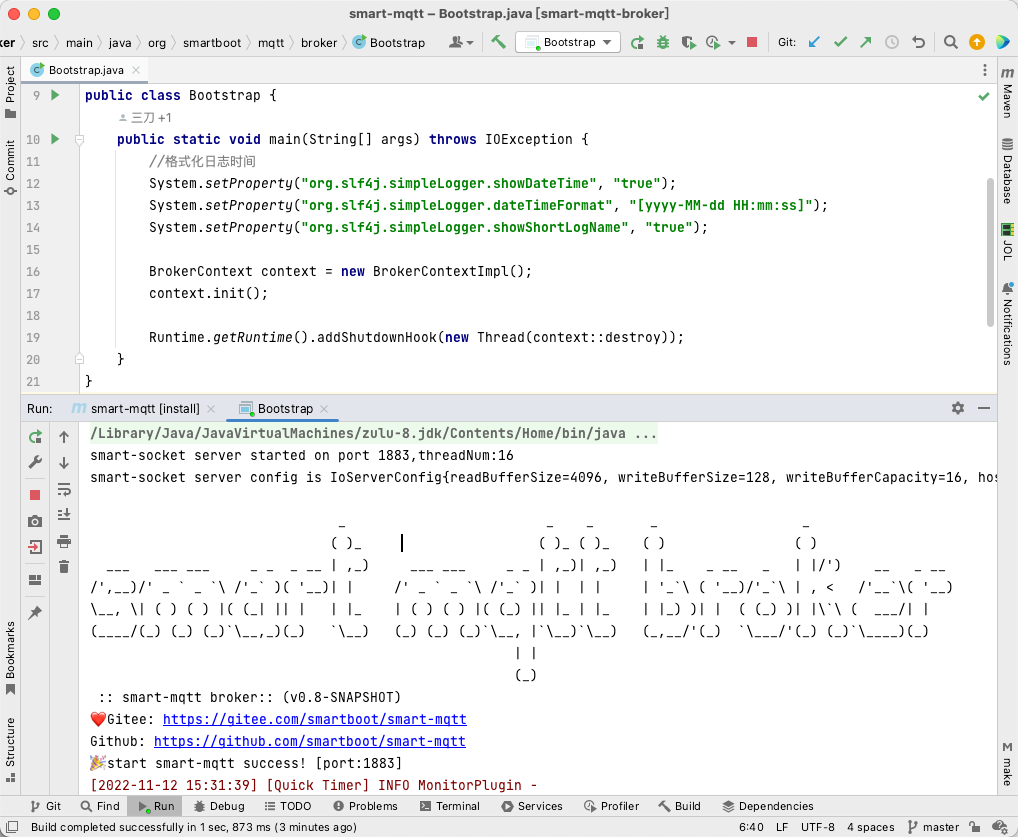 smart-mqtt – Bootstrap.java [smart-mqtt-broker]
ker › src › main › java › org › smartboot › mqtt › broker › Bootstrap
Bootstrap
Git:
Project
Commit
Bookmarks
Structure
Bootstrap.java
9 public class Bootstrap {
三刀 +1
10 public static void main(String[] args) throws IOException {
11 //格式化日志时间
12 System.setProperty("org.slf4j.simpleLogger.showDateTime", "true");
13 System.setProperty("org.slf4j.simpleLogger.dateTimeFormat", "[yyyy-MM-dd HH:mm:ss]");
14 System.setProperty("org.slf4j.simpleLogger.showShortLogName", "true");
15
16 BrokerContext context = new BrokerContextImpl();
17 context.init();
18
19 Runtime.getRuntime().addShutdownHook(new Thread(context::destroy));
20 }
21 }
m
Maven
Database
JOL
Notifications
M
make
Run:
m smart-mqtt [install]
Bootstrap
/Library/Java/JavaVirtualMachines/zulu-8.jdk/Contents/Home/bin/java ...
smart-socket server started on port 1883,threadNum:16
smart-socket server config is IoServerConfig{readBufferSize=4096, writeBufferSize=128, writeBufferCapacity=16, hos
:: smart-mqtt broker:: (v0.8-SNAPSHOT)
❤️Gitee: https://gitee.com/smartboot/smart-mqtt
Github: https://github.com/smartboot/smart-mqtt
🎉start smart-mqtt success! [port:1883]
[2022-11-12 15:31:39] [Quick Timer] INFO MonitorPlugin -
Git
Find
Run
Debug
TODO
Problems
Terminal
Services
Profiler
Build
Dependencies
Build completed successfully in 1 sec, 873 ms (3 minutes ago)
6:40
LF
UTF-8
4 spaces
master